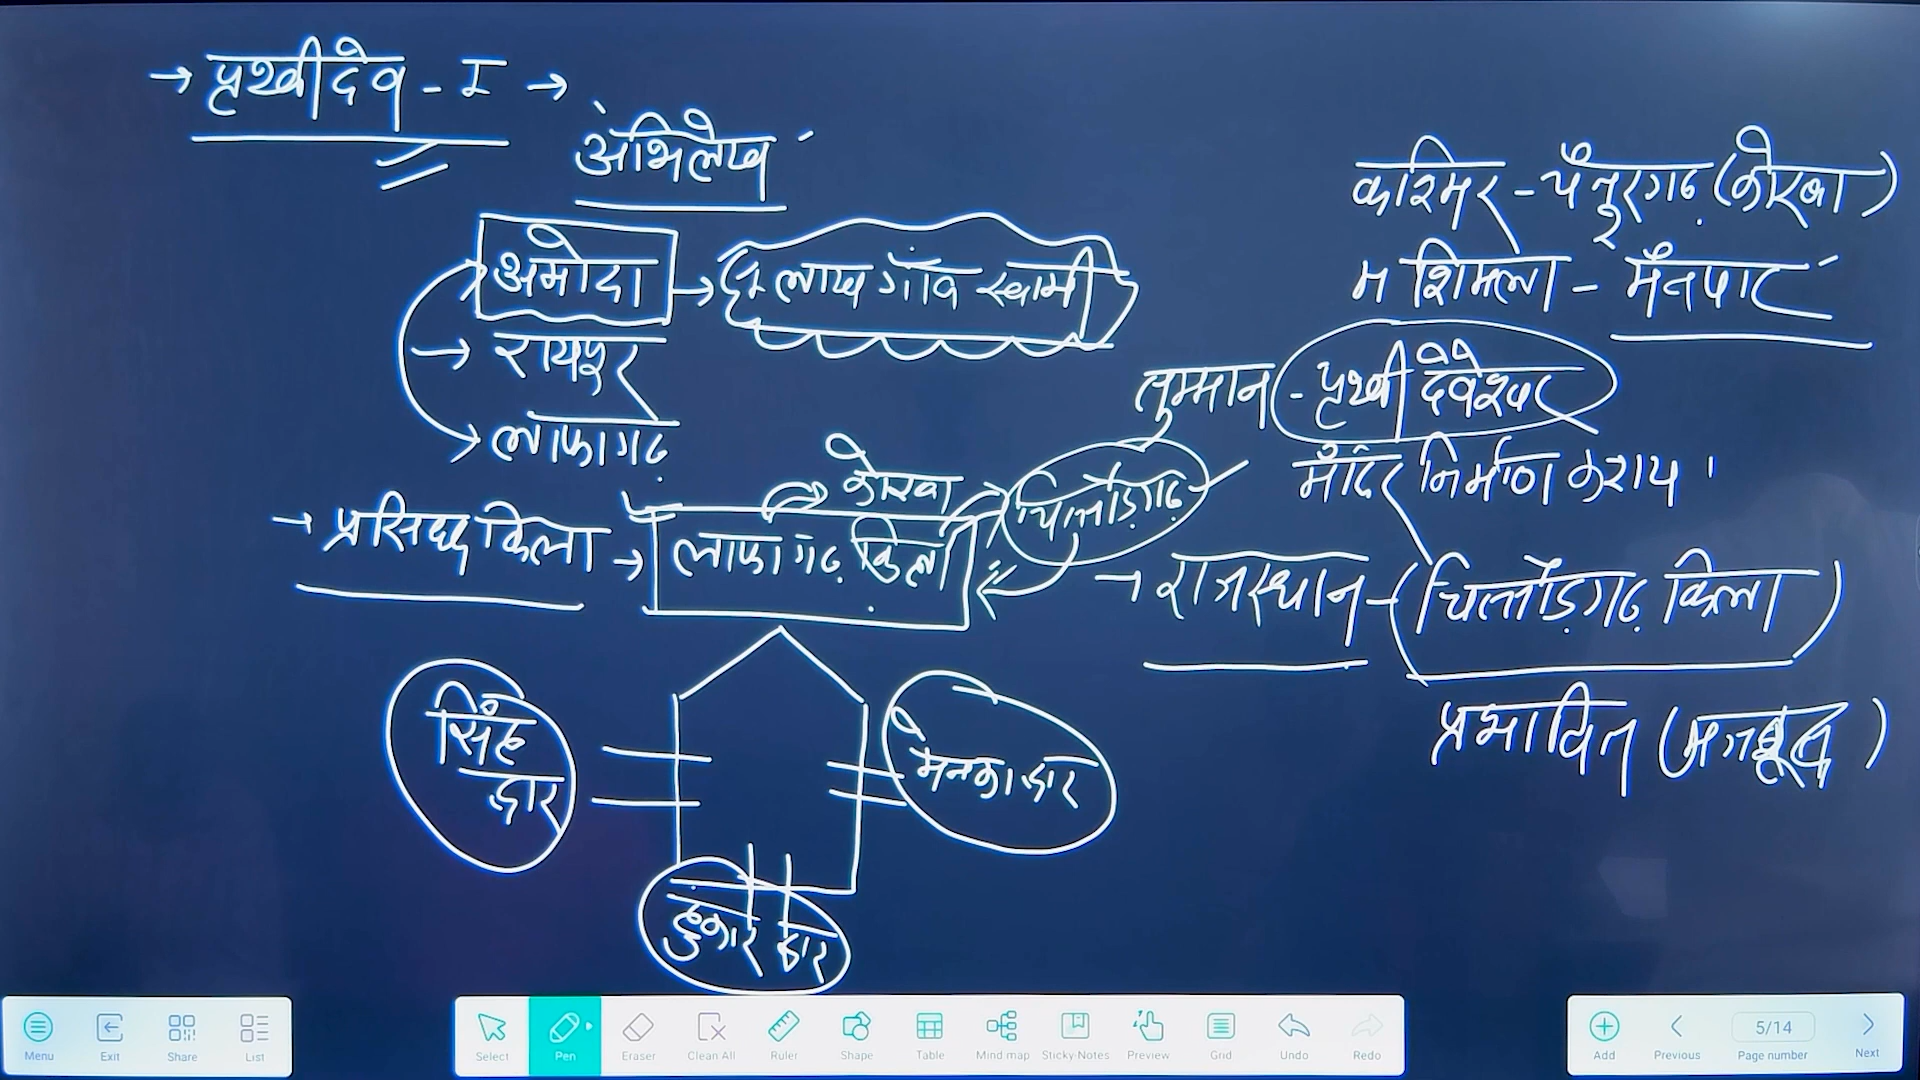 → पृथ्वीदेव - I →
अभिलेख
अमोदा → लाख गाँव स्वामी
→ रायपुर
→ लाफागढ़
→ प्रसिध्द किला → लाफागढ़ किला
कोरबा
चित्तौड़गढ़
सिंह
द्वार
मेनका द्वार
हुंकार द्वार
कश्मिर - चैतुरगढ़ (कोरबा)
शिमला - मैनपाट
तुम्मान - पृथ्वी देवेश्वर
मंदिर निर्माण कराय ।
→ राजस्थान - (चित्तौड़गढ़ किला)
प्रभावित (मजबूत)
Menu Exit Share List
Select Pen Eraser Clean All Ruler Shape Table Mind map Sticky Notes Preview Grid Undo Redo
Add Previous 5/14 Page number Next